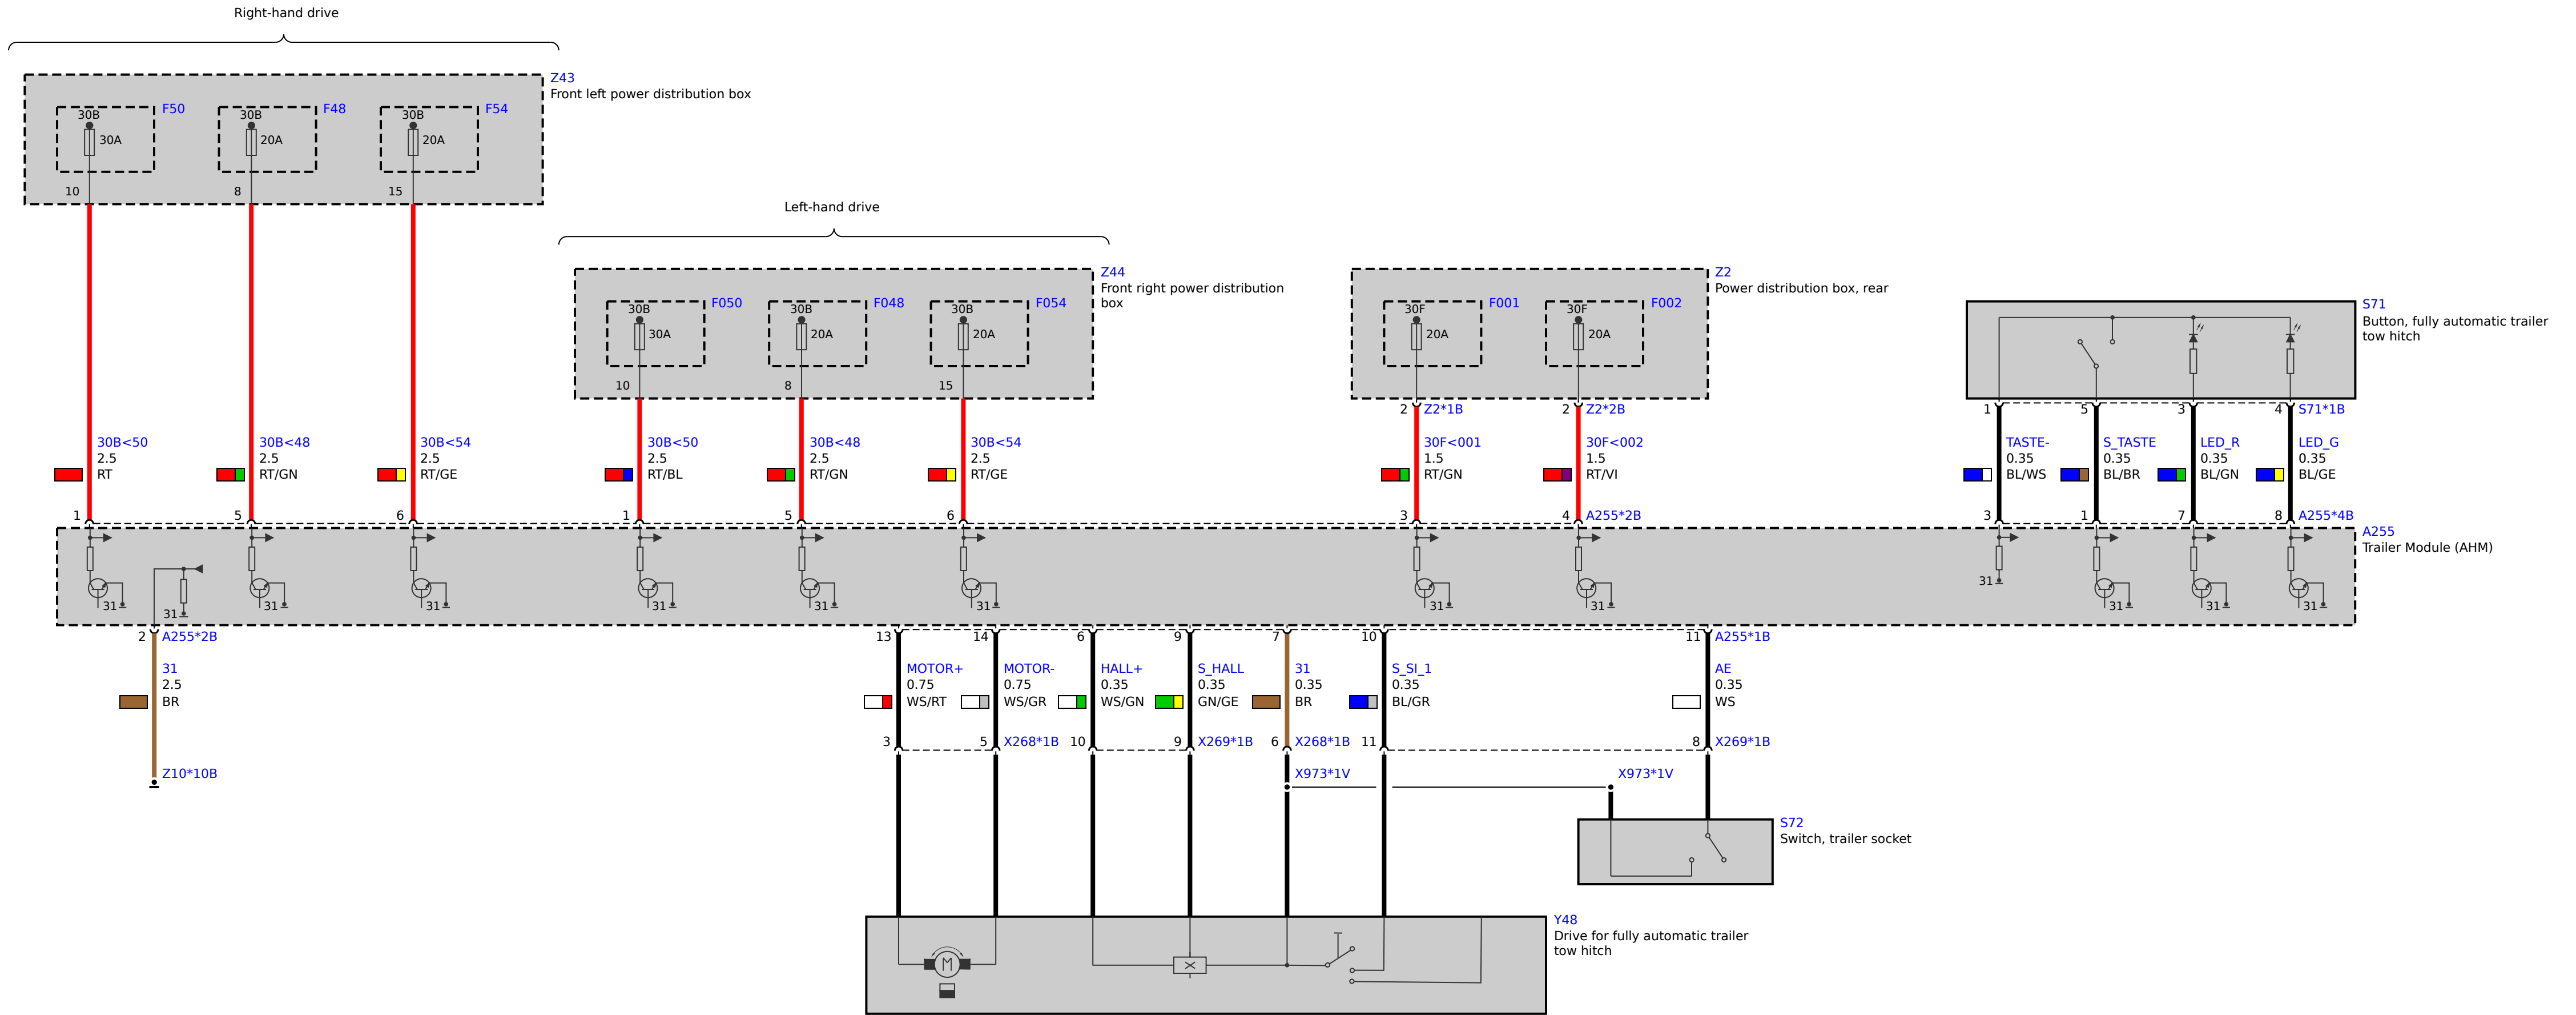 Right-hand drive
Z43
Front left power distribution box
F50
F48
F54
30B
30B
30B
30A
20A
20A
10
8
15
Left-hand drive
Z44
Front right power distribution
box
F050
F048
F054
30B
30B
30B
30A
20A
20A
10
8
15
Z2
Power distribution box, rear
F001
F002
30F
30F
20A
20A
2
Z2*1B
2
Z2*2B
S71
Button, fully automatic trailer
tow hitch
1
5
3
4
S71*1B
30B<50
2.5
RT
30B<48
2.5
RT/GN
30B<54
2.5
RT/GE
30B<50
2.5
RT/BL
30B<48
2.5
RT/GN
30B<54
2.5
RT/GE
30F<001
1.5
RT/GN
30F<002
1.5
RT/VI
TASTE-
0.35
BL/WS
S_TASTE
0.35
BL/BR
LED_R
0.35
BL/GN
LED_G
0.35
BL/GE
1
5
6
1
5
6
3
4
A255*2B
3
1
7
8
A255*4B
A255
Trailer Module (AHM)
31
31
31
31
31
31
31
31
31
31
31
31
31
2
A255*2B
13
14
6
9
7
10
11
A255*1B
31
2.5
BR
MOTOR+
0.75
WS/RT
MOTOR-
0.75
WS/GR
HALL+
0.35
WS/GN
S_HALL
0.35
GN/GE
31
0.35
BR
S_SI_1
0.35
BL/GR
AE
0.35
WS
3
5
X268*1B
10
9
X269*1B
6
X268*1B
11
8
X269*1B
Z10*10B
X973*1V
X973*1V
S72
Switch, trailer socket
Y48
Drive for fully automatic trailer
tow hitch
M